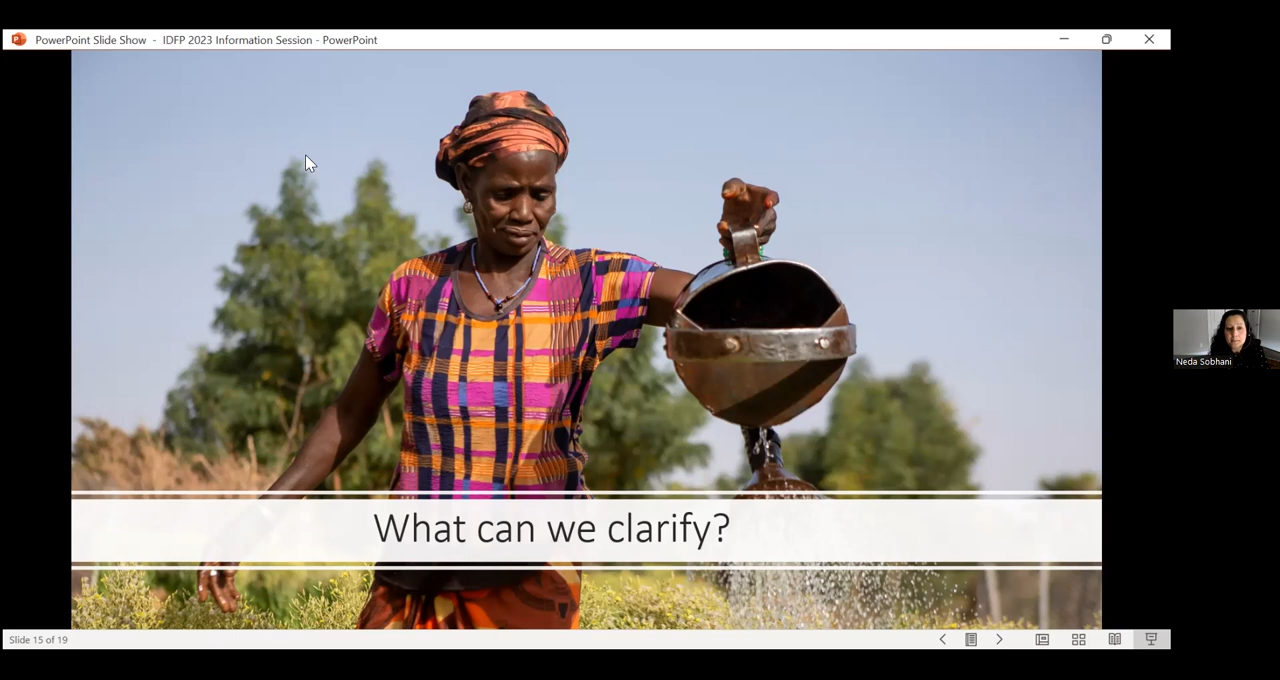 PowerPoint Slide Show - IDFP 2023 Information Session - PowerPoint
Neda Sobhani
What can we clarify?
Slide 15 of 19